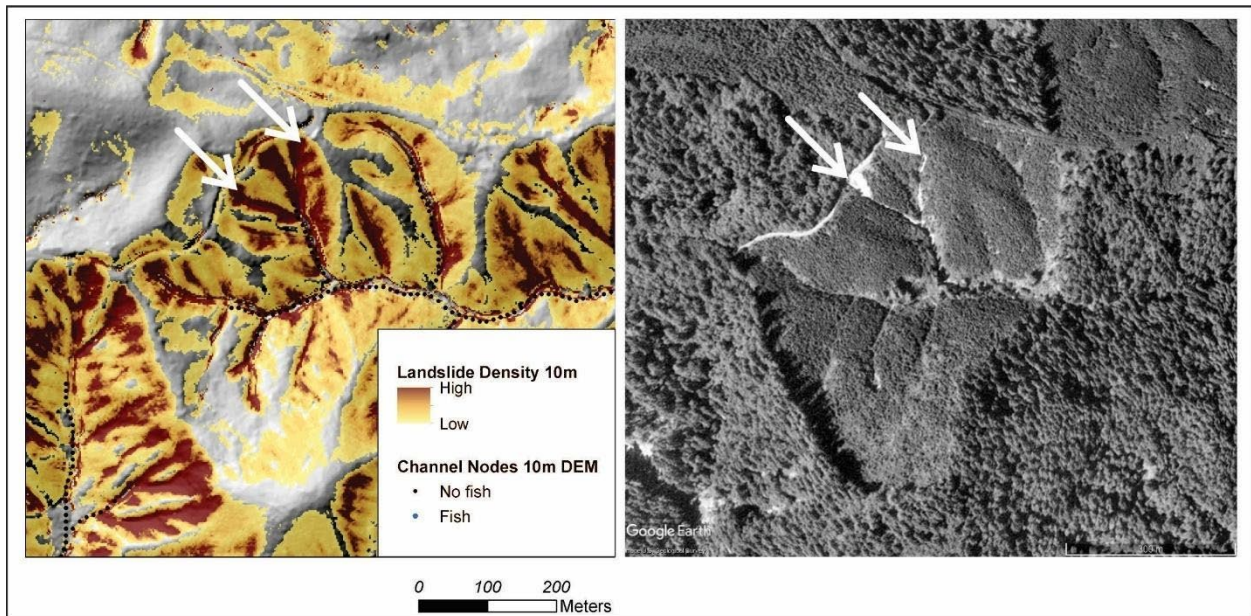 Landslide Density 10m
High
Low
Channel Nodes 10m DEM
No fish
Fish
0 100 200
Meters
Google Earth